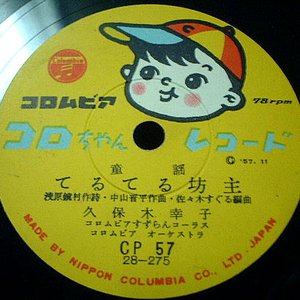 Columbia
コロムビア
78 rpm
コロちゃん レコード
© '57. 11
童謡
てるてる坊主
浅原鏡村作詩・中山晋平作曲・佐々木すぐる編曲
久保木幸子
コロムビアすずらんコーラス
コロムビア オーケストラ
CP 57
28-275
MADE BY NIPPON COLUMBIA CO., LTD. JAPAN